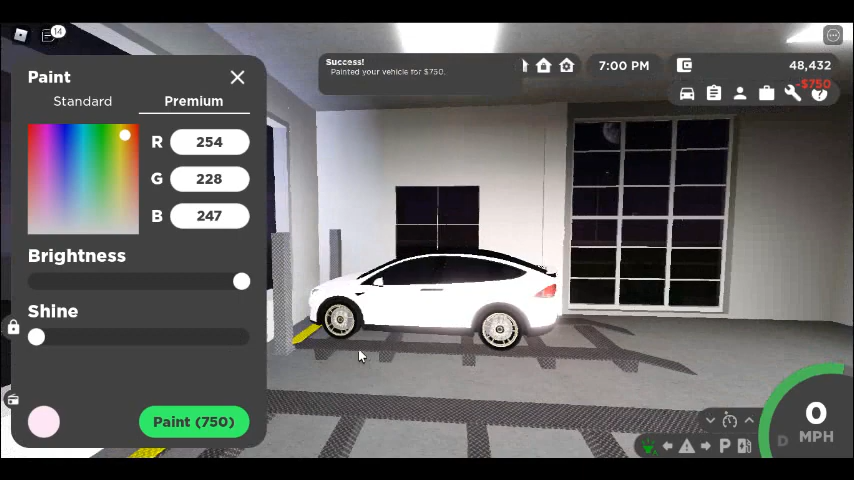 14
Paint
Standard Premium
R 254
G 228
B 247
Brightness
Shine
Paint (750)
Success!
Painted your vehicle for $750.
7:00 PM
48,432
-$750
0
MPH
D
P